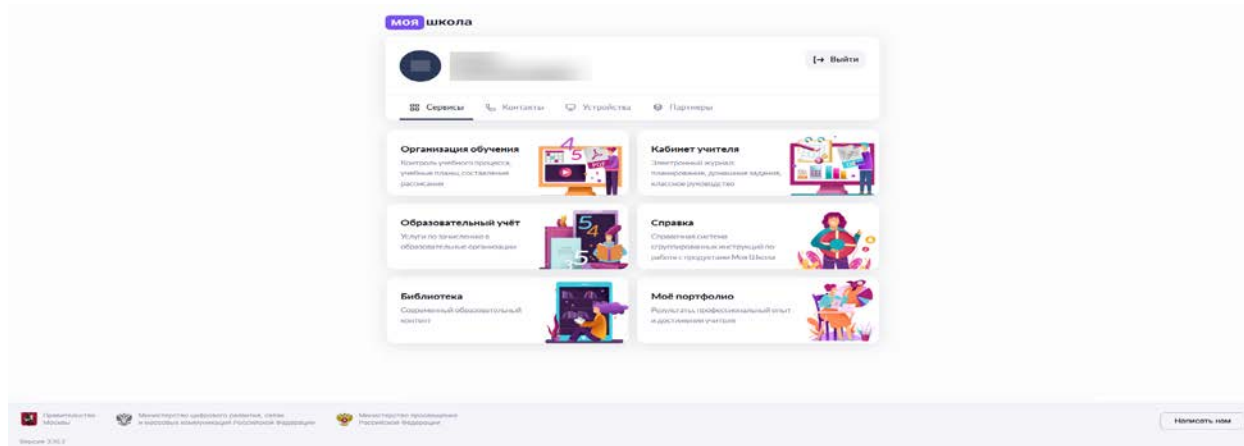 моя школа
Выйти
Сервисы Контакты Устройства Партнеры
Организация обучения
Контроль учебного процесса,
учебные планы, составление
расписания
Кабинет учителя
Электронный журнал:
планирование, домашние задания,
классное руководство
Образовательный учёт
Услуги по зачислению в
образовательные организации
Справка
Справочная система
сгруппированных инструкций по
работе с продуктами Моя Школа
Библиотека
Современный образовательный
контент
Моё портфолио
Результаты, профессиональный опыт
и достижения учителя
Правительство
Москвы
Министерство цифрового развития, связи
и массовых коммуникаций Российской Федерации
Министерство просвещения
Российской Федерации
Написать нам
Версия